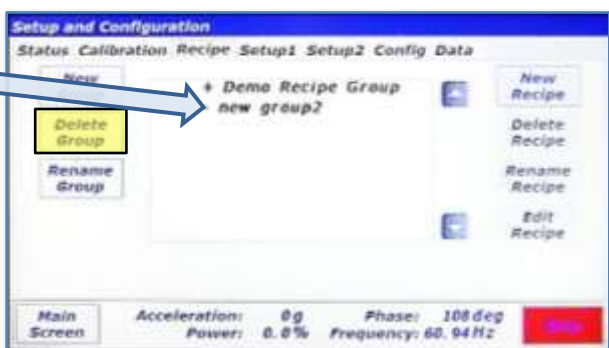 Setup and Configuration
Status Calibration Recipe Setup1 Setup2 Config Data
New
Delete
Group
Rename
Group
+ Demo Recipe Group
new group2
New
Recipe
Delete
Recipe
Rename
Recipe
Edit
Recipe
Main
Screen
Acceleration: 0 g
Power: 0.0%
Phase: 108 deg
Frequency: 60.94 Hz